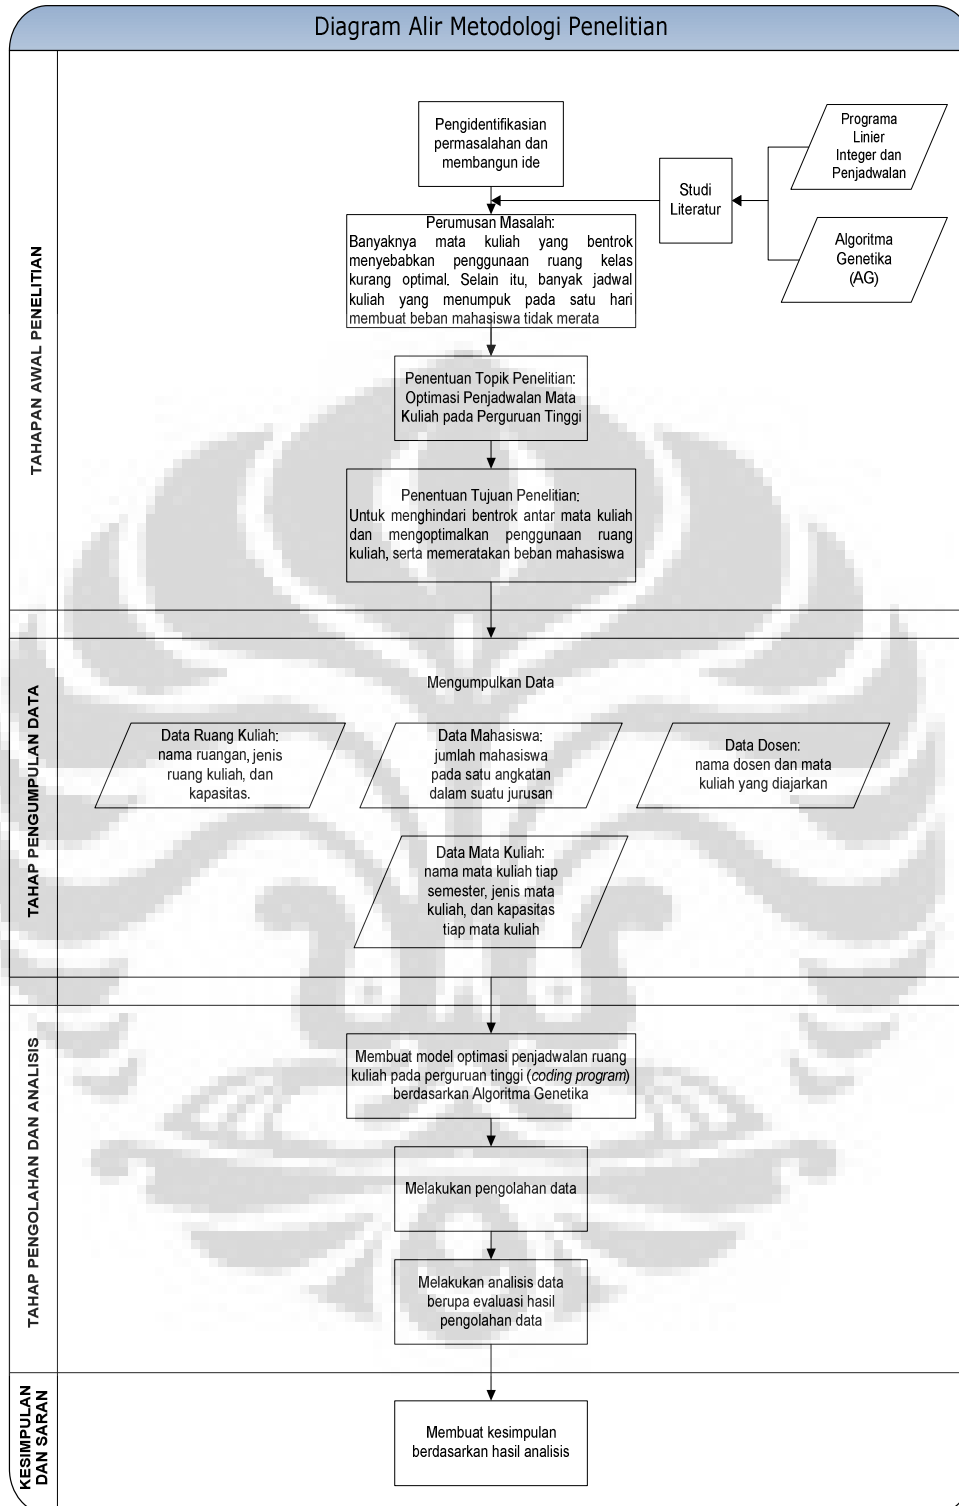 Diagram Alir Metodologi Penelitian
TAHAPAN AWAL PENELITIAN
Pengidentifikasian
permasalahan dan
membangun ide
Programa
Linier
Integer dan
Penjadwalan
Studi
Literatur
Algoritma
Genetika
(AG)
Perumusan Masalah:
Banyaknya mata kuliah yang bentrok
menyebabkan penggunaan ruang kelas
kurang optimal. Selain itu, banyak jadwal
kuliah yang menumpuk pada satu hari
membuat beban mahasiswa tidak merata
Penentuan Topik Penelitian:
Optimasi Penjadwalan Mata
Kuliah pada Perguruan Tinggi
Penentuan Tujuan Penelitian:
Untuk menghindari bentrok antar mata kuliah
dan mengoptimalkan penggunaan ruang
kuliah, serta memeratakan beban mahasiswa
TAHAP PENGUMPULAN DATA
Mengumpulkan Data
Data Ruang Kuliah:
nama ruangan, jenis
ruang kuliah, dan
kapasitas.
Data Mahasiswa:
jumlah mahasiswa
pada satu angkatan
dalam suatu jurusan
Data Dosen:
nama dosen dan mata
kuliah yang diajarkan
Data Mata Kuliah:
nama mata kuliah tiap
semester, jenis mata
kuliah, dan kapasitas
tiap mata kuliah
TAHAP PENGOLAHAN DAN ANALISIS
Membuat model optimasi penjadwalan ruang
kuliah pada perguruan tinggi (coding program)
berdasarkan Algoritma Genetika
Melakukan pengolahan data
Melakukan analisis data
berupa evaluasi hasil
pengolahan data
KESIMPULAN
DAN SARAN
Membuat kesimpulan
berdasarkan hasil analisis